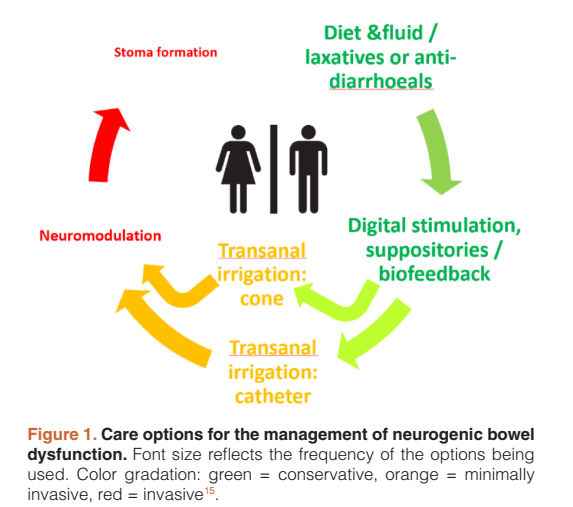 Stoma formation
Diet &fluid /
laxatives or anti-
diarrhoeals
Neuromodulation
Digital stimulation,
suppositories /
biofeedback
Transanal
irrigation:
cone
Transanal
irrigation:
catheter
Figure 1. Care options for the management of neurogenic bowel
dysfunction. Font size reflects the frequency of the options being
used. Color gradation: green = conservative, orange = minimally
invasive, red = invasive15.